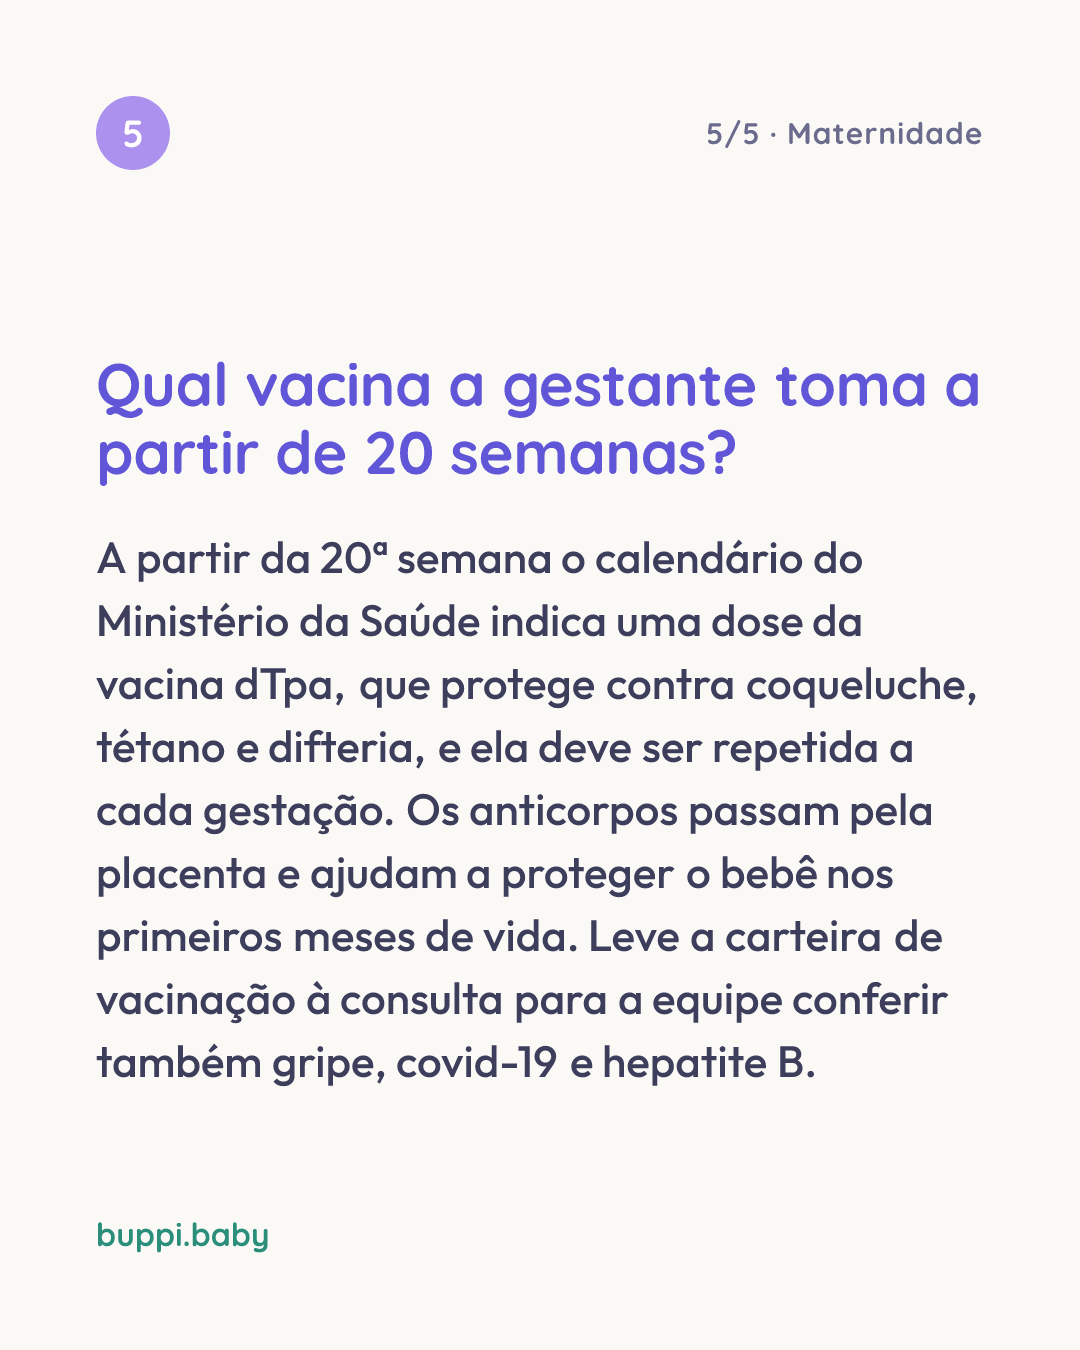 5
5/5 · Maternidade
Qual vacina a gestante toma a
partir de 20 semanas?
A partir da 20ª semana o calendário do
Ministério da Saúde indica uma dose da
vacina dTpa, que protege contra coqueluche,
tétano e difteria, e ela deve ser repetida a
cada gestação. Os anticorpos passam pela
placenta e ajudam a proteger o bebê nos
primeiros meses de vida. Leve a carteira de
vacinação à consulta para a equipe conferir
também gripe, covid-19 e hepatite B.
buppi.baby